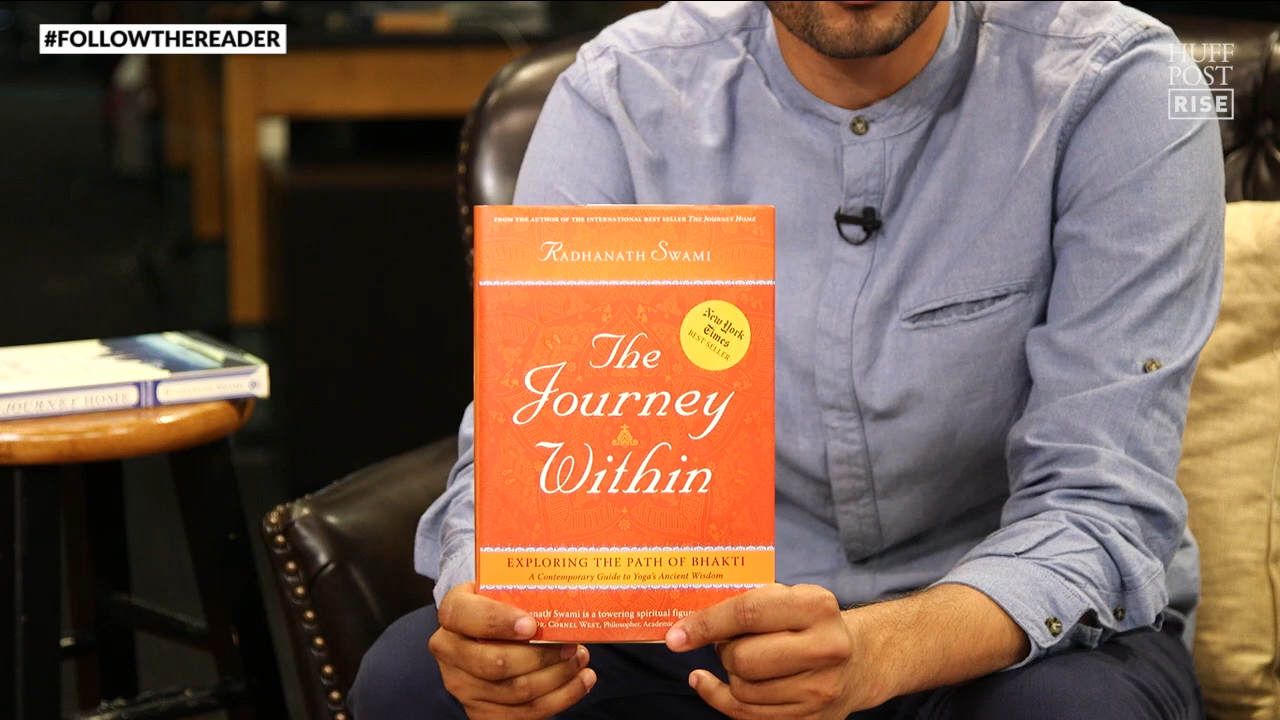 #FOLLOWTHEREADER
HUFF
POST
RISE
FROM THE AUTHOR OF THE INTERNATIONAL BEST SELLER THE JOURNEY HOME
RADHANATH SWAMI
New York
Times
BEST SELLER
The
Journey
Within
EXPLORING THE PATH OF BHAKTI
A Contemporary Guide to Yoga's Ancient Wisdom
Swami is a towering spiritual
DR. CORNEL WEST, Philosopher, Academic
JOURNEY HOME